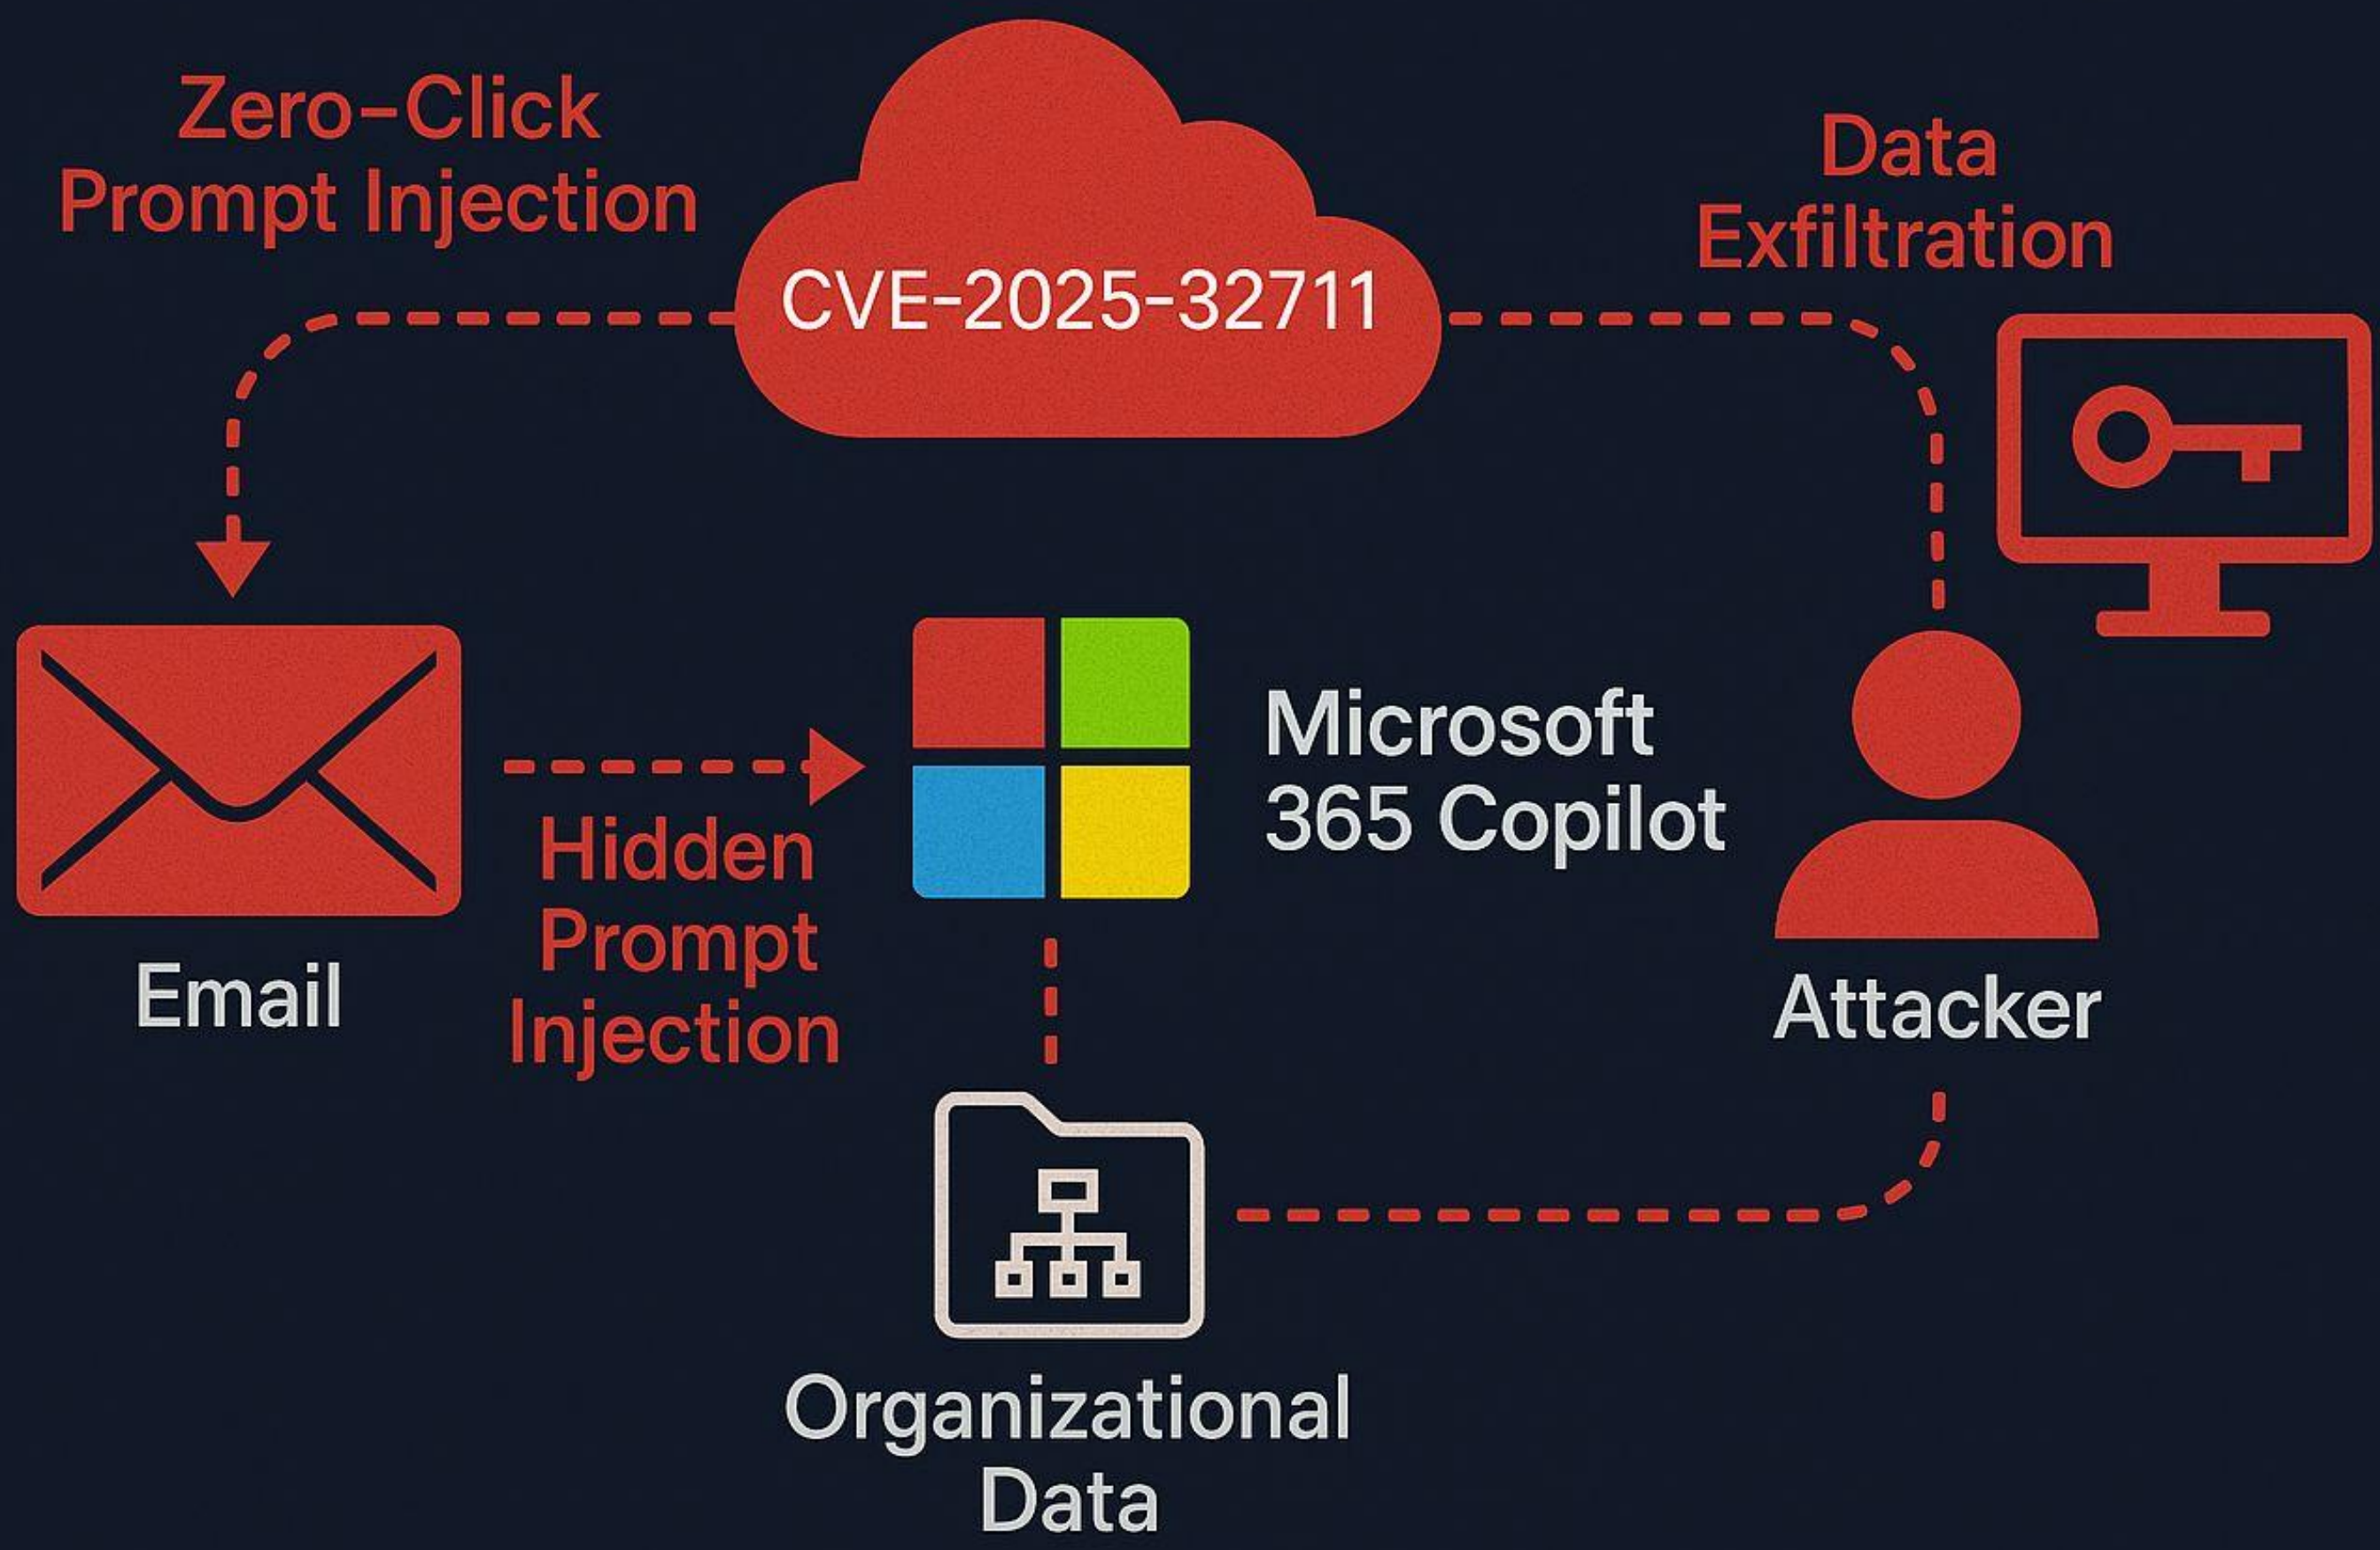 Zero-Click
Prompt Injection
CVE-2025-32711
Data
Exfiltration
Email
Hidden
Prompt
Injection
Microsoft
365 Copilot
Attacker
Organizational
Data